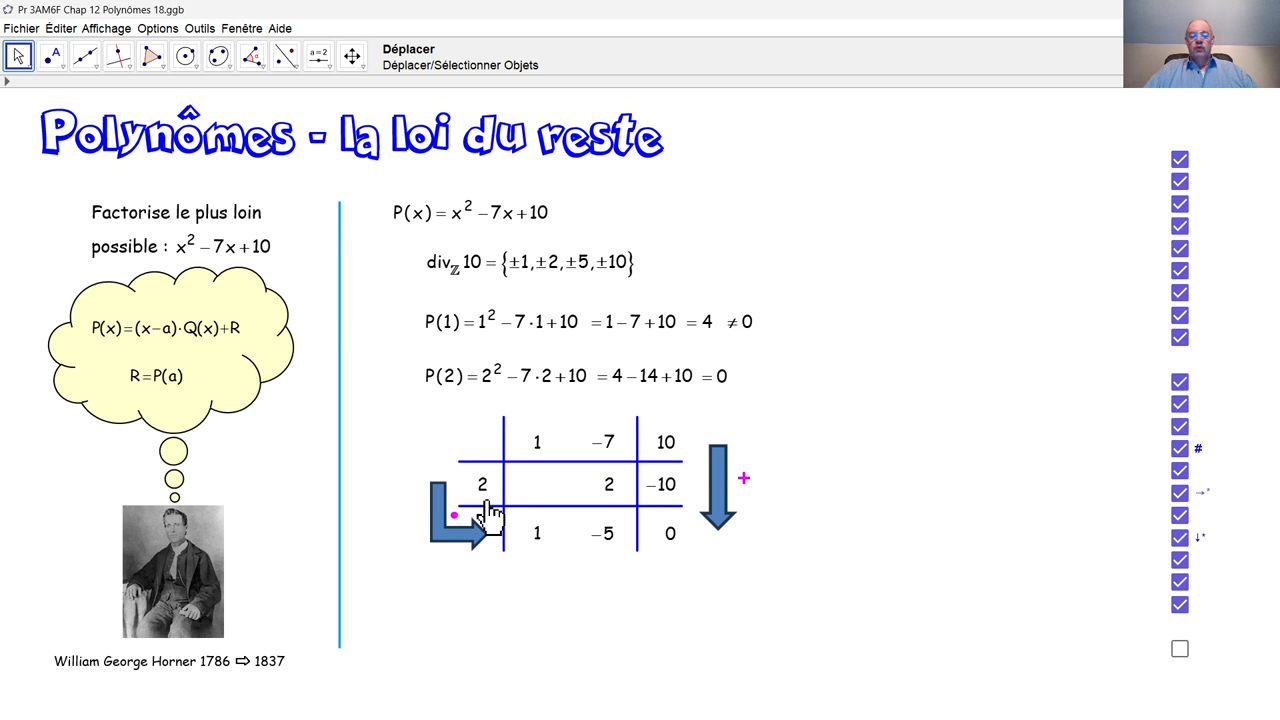 Pr 3AM6F Chap 12 Polynômes 18.ggb
Fichier Éditer Affichage Options Outils Fenêtre Aide
A
a=2
Déplacer
Déplacer/Sélectionner Objets
Polynômes - la loi du reste
Factorise le plus loin
possible : x² −7x+10
P(x)=(x−a)·Q(x)+R
R=P(a)
William George Horner 1786 ⇨ 1837
P(x)=x² −7x+10
div_ℤ 10 = {±1,±2,±5,±10}
P(1)=1² −7·1+10 =1−7+10 =4 ≠0
P(2)=2² −7·2+10 =4−14+10 =0
1 −7 10
2 2 −10
1 −5 0
+
#
→*
↓*